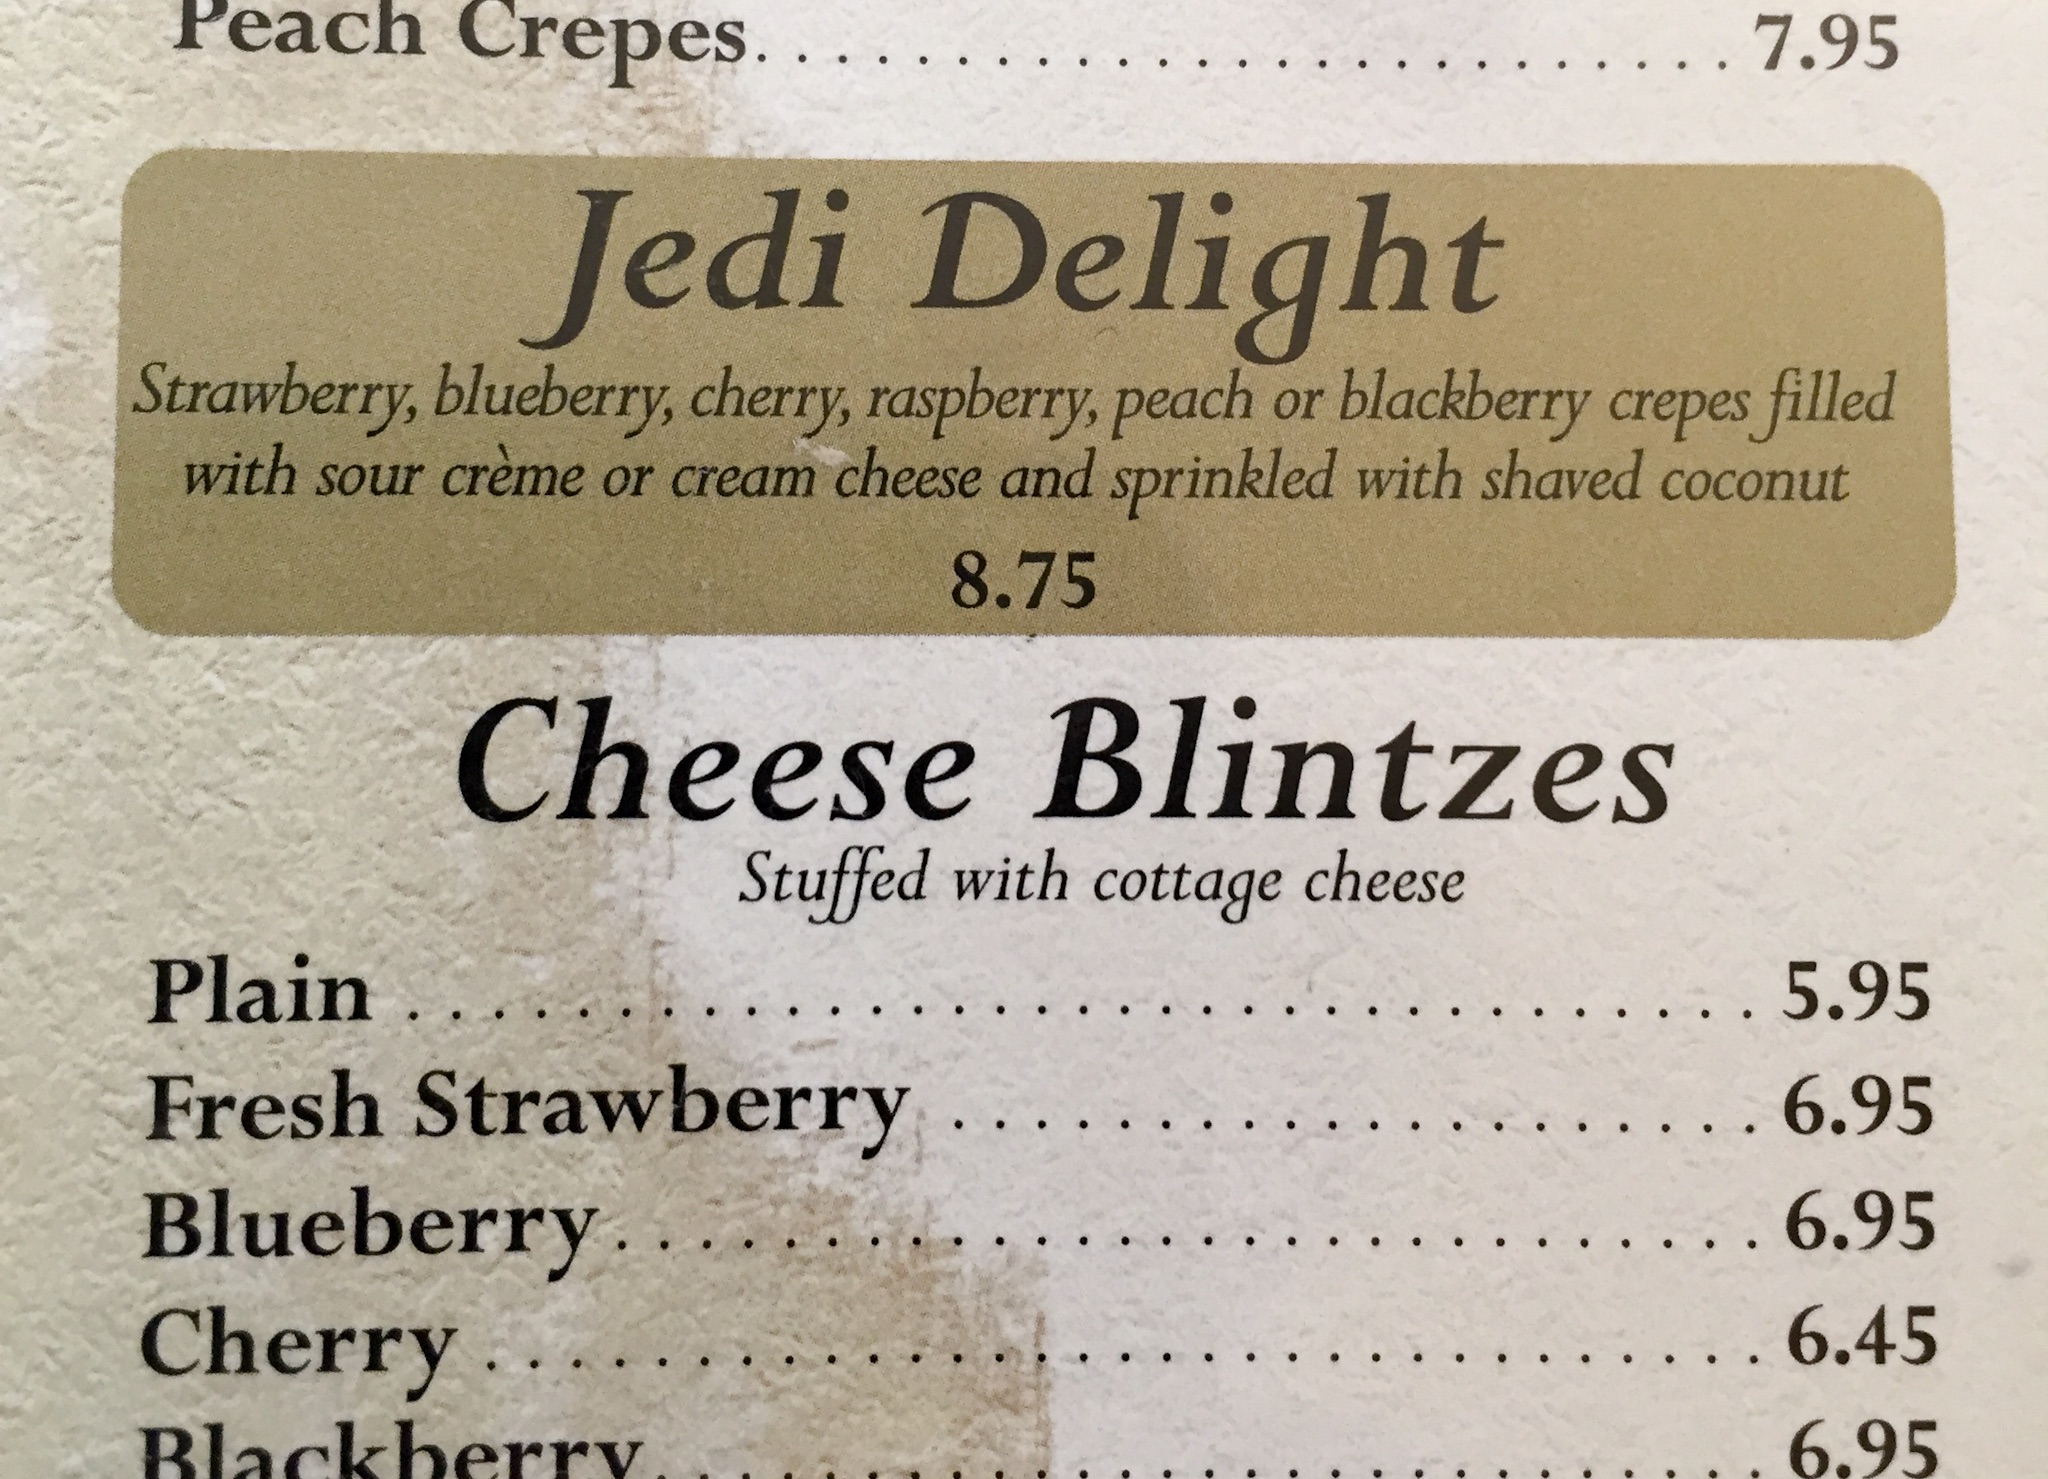 Peach Crepes. . . . . . . . . . . . . . . . . . . . . . . . . 7.95
Jedi Delight
Strawberry, blueberry, cherry, raspberry, peach or blackberry crepes filled
with sour crème or cream cheese and sprinkled with shaved coconut
8.75
Cheese Blintzes
Stuffed with cottage cheese
Plain . . . . . . . . . . . . . . . . . . . . . . . . . . . . . . . . . 5.95
Fresh Strawberry . . . . . . . . . . . . . . . . . . . . 6.95
Blueberry. . . . . . . . . . . . . . . . . . . . . . . . . . . . 6.95
Cherry . . . . . . . . . . . . . . . . . . . . . . . . . . . . . . . 6.45
Blackberry. . . . . . . . . . . . . . . . . . . . . . . . . . . 6.95